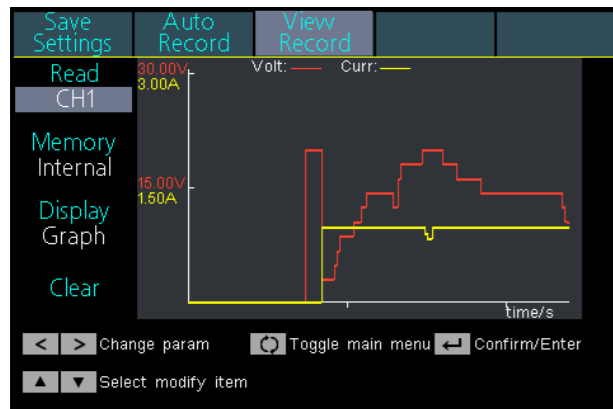 Save Settings
Auto Record
View Record
Read
CH1
Memory
Internal
Display
Graph
Clear
30.00V
3.00A
Volt:
Curr:
15.00V
1.50A
time/s
< > Change param
Toggle main menu
Confirm/Enter
▲ ▼ Select modify item